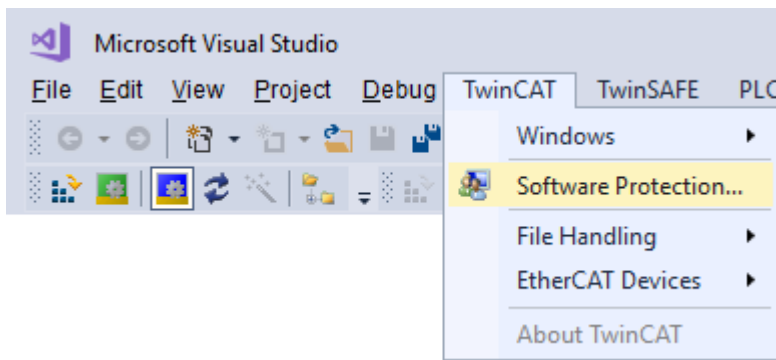 Microsoft Visual Studio
File Edit View Project Debug TwinCAT TwinSAFE PLC
Windows
Software Protection...
File Handling
EtherCAT Devices
About TwinCAT